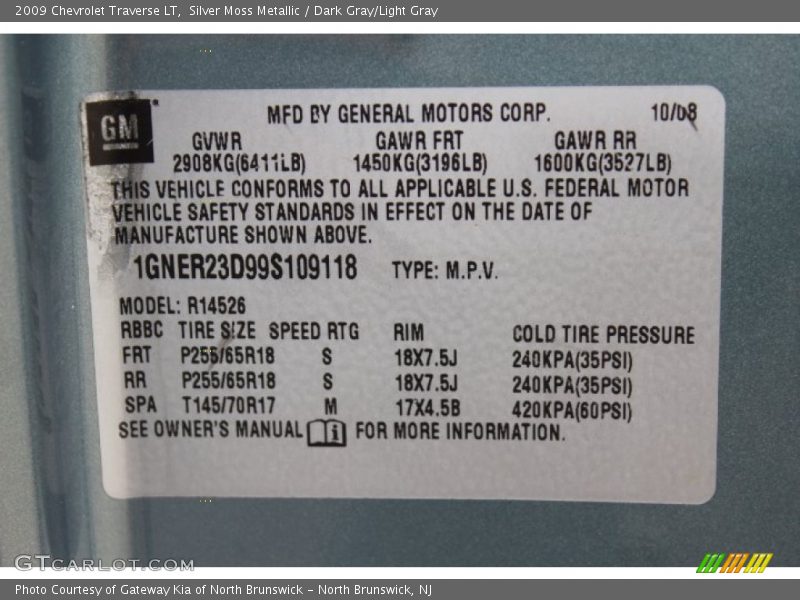 2009 Chevrolet Traverse LT, Silver Moss Metallic / Dark Gray/Light Gray
GM
MFD BY GENERAL MOTORS CORP. 10/08
GVWR GAWR FRT GAWR RR
2908KG(6411LB) 1450KG(3196LB) 1600KG(3527LB)
THIS VEHICLE CONFORMS TO ALL APPLICABLE U.S. FEDERAL MOTOR
VEHICLE SAFETY STANDARDS IN EFFECT ON THE DATE OF
MANUFACTURE SHOWN ABOVE.
1GNER23D99S109118 TYPE: M.P.V.
MODEL: R14526
RBBC TIRE SIZE SPEED RTG RIM COLD TIRE PRESSURE
FRT P255/65R18 S 18X7.5J 240KPA(35PSI)
RR P255/65R18 S 18X7.5J 240KPA(35PSI)
SPA T145/70R17 M 17X4.5B 420KPA(60PSI)
SEE OWNER'S MANUAL i FOR MORE INFORMATION.
GTCARLOT.COM
Photo Courtesy of Gateway Kia of North Brunswick - North Brunswick, NJ